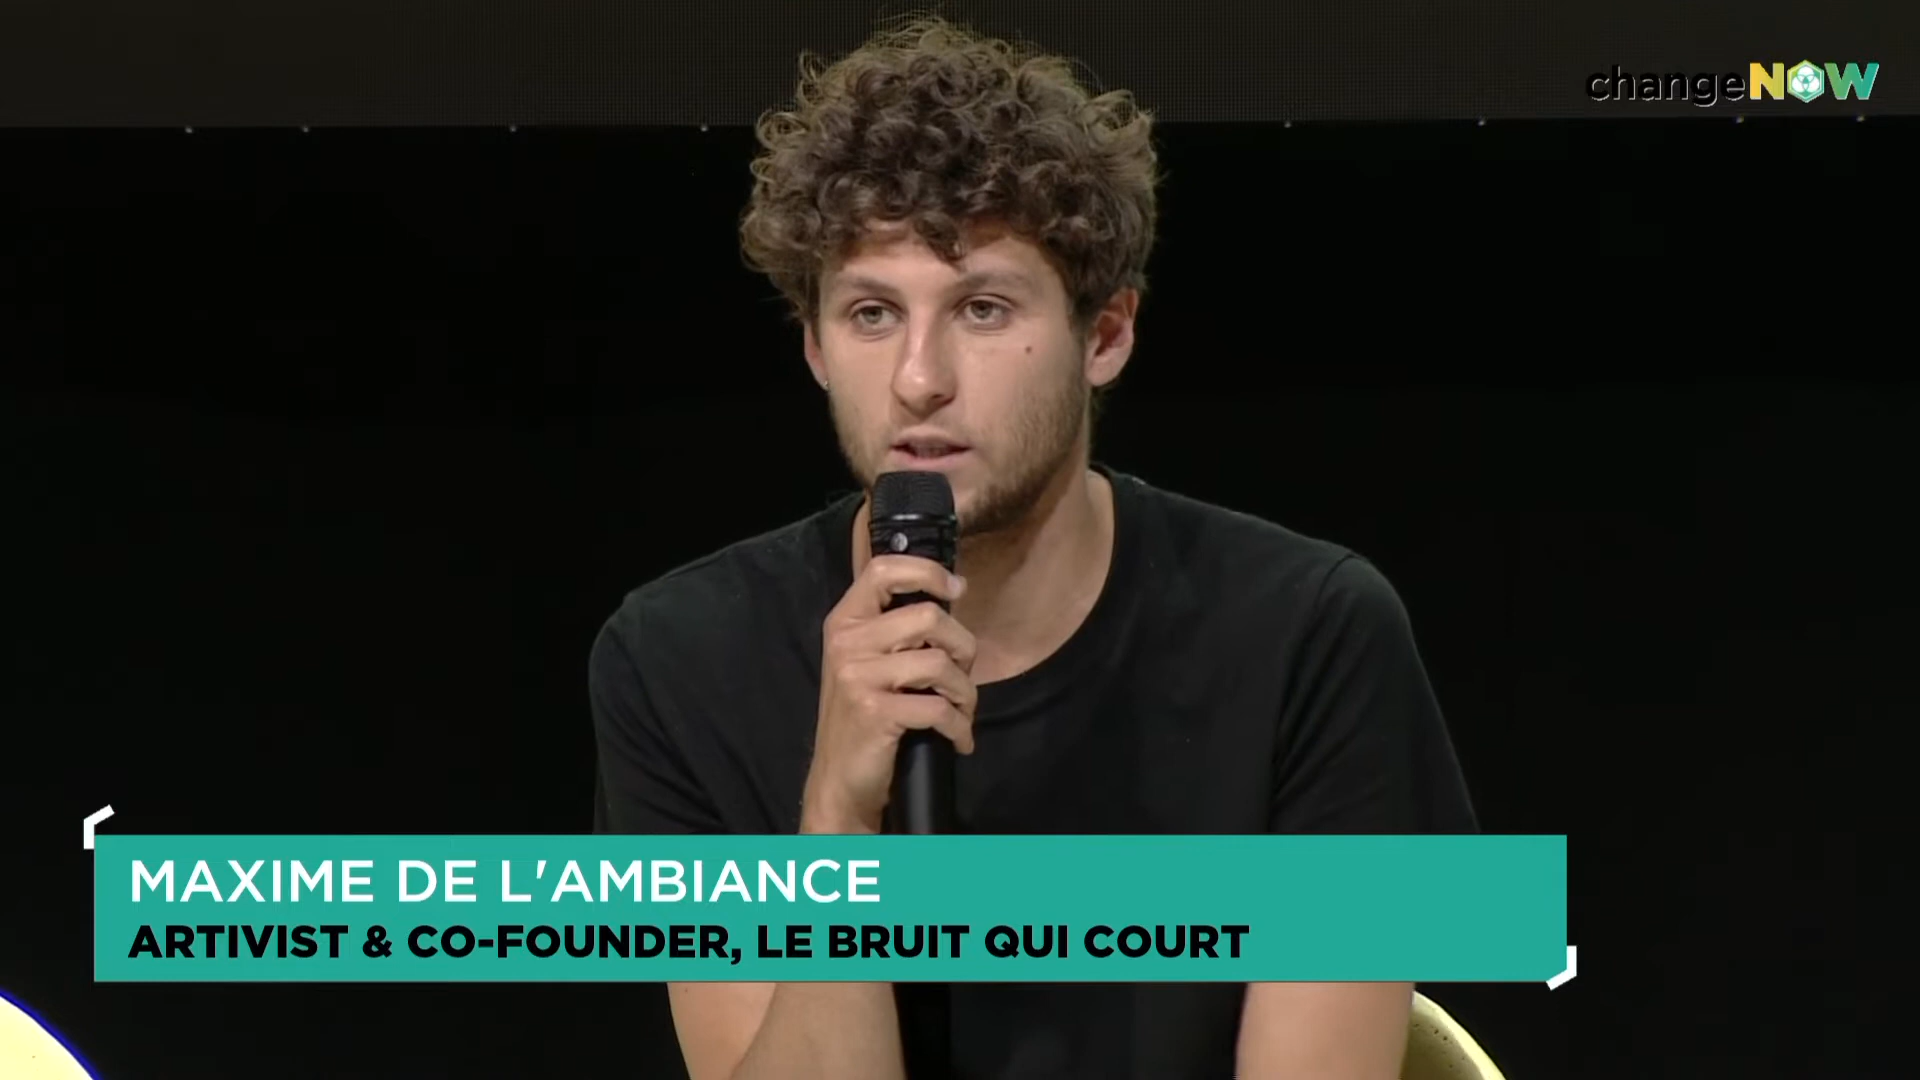 changeNOW
MAXIME DE L'AMBIANCE
ARTIVIST & CO-FOUNDER, LE BRUIT QUI COURT